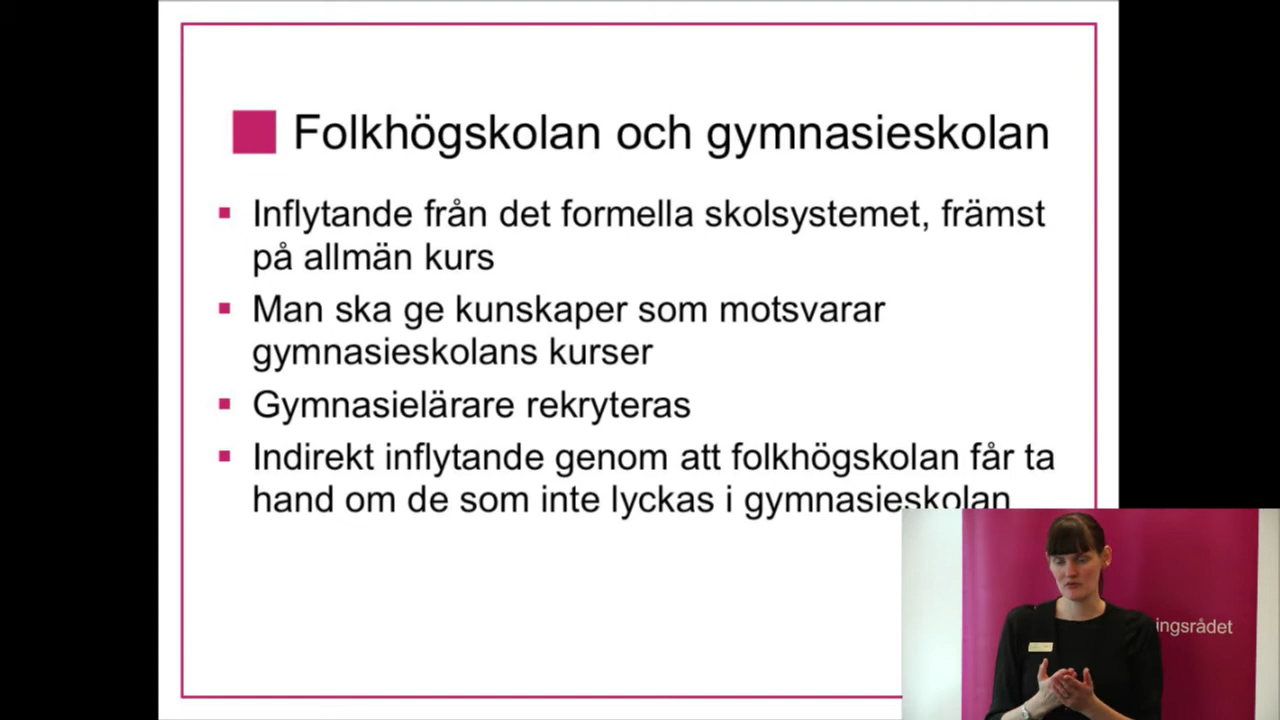 Folkhögskolan och gymnasieskolan
Inflytande från det formella skolsystemet, främst
på allmän kurs
Man ska ge kunskaper som motsvarar
gymnasieskolans kurser
Gymnasielärare rekryteras
Indirekt inflytande genom att folkhögskolan får ta
hand om de som inte lyckas i gymnasieskolan
ingsrådet